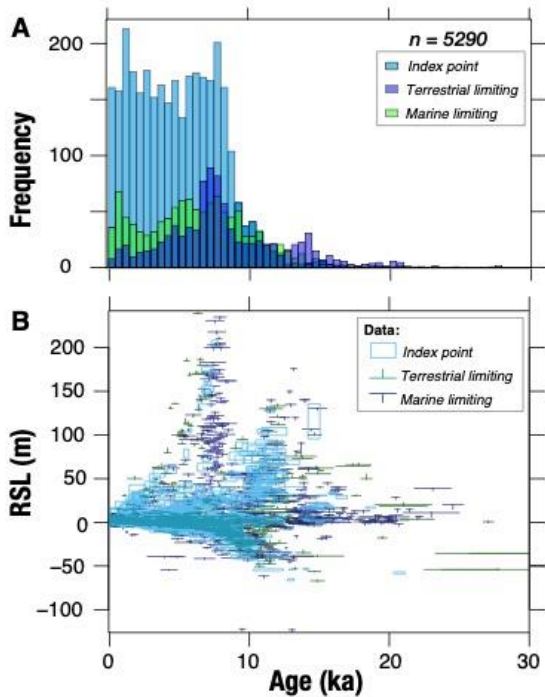 A
n = 5290
Index point
Terrestrial limiting
Marine limiting
Frequency
200
100
0
B
Data:
Index point
Terrestrial limiting
Marine limiting
RSL (m)
200
150
100
50
0
−50
−100
0
10
20
30
Age (ka)